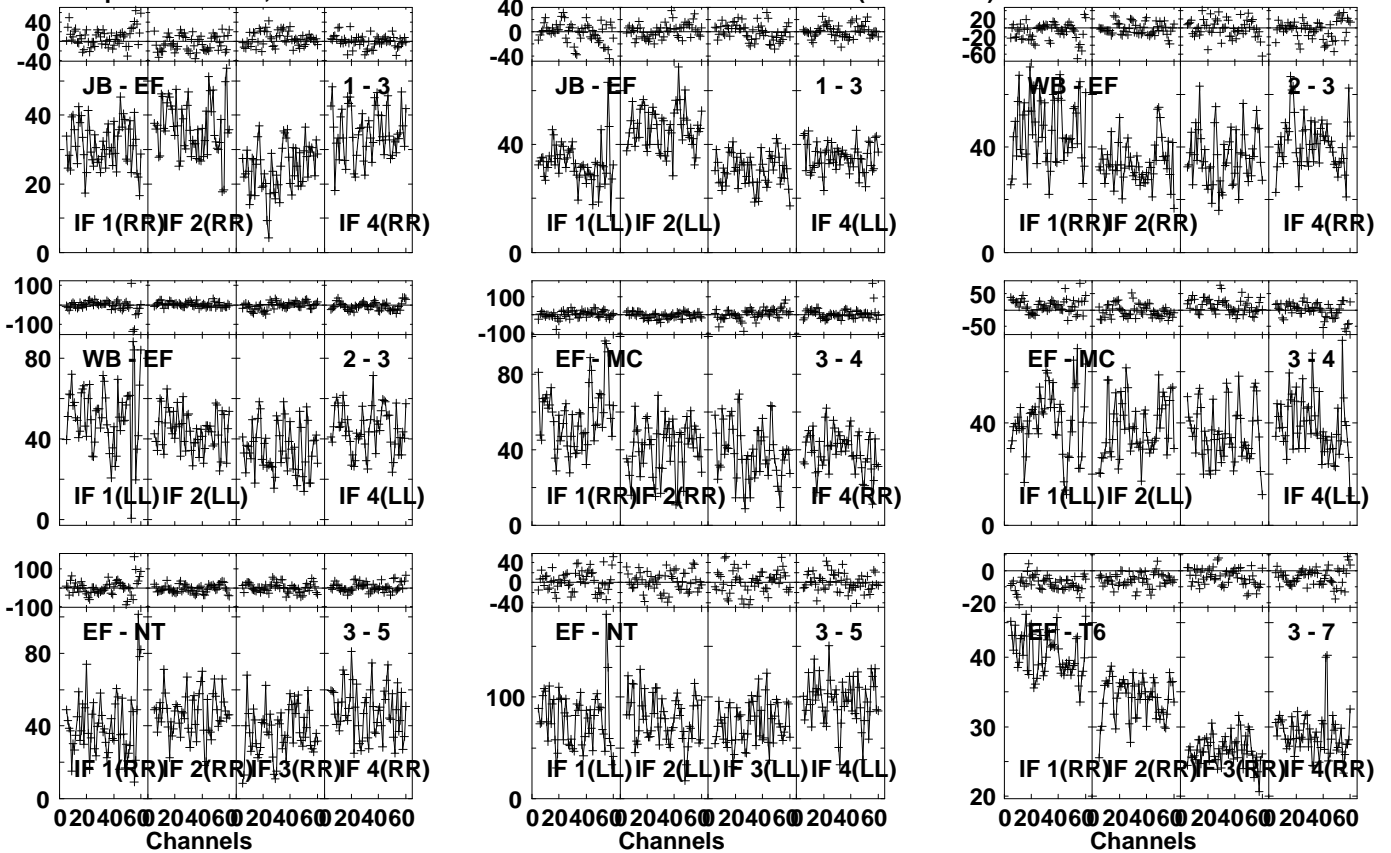 40
0
-40
40
20
0
JB - EF
1 - 3
IF 1(RR)
IF 2(RR)
IF 4(RR)
40
0
-40
40
0
JB - EF
1 - 3
IF 1(LL)
IF 2(LL)
IF 4(LL)
20
-20
-60
40
0
WB - EF
2 - 3
IF 1(RR)
IF 2(RR)
IF 4(RR)
100
-100
80
40
0
WB - EF
2 - 3
IF 1(LL)
IF 2(LL)
IF 4(LL)
100
-100
80
40
0
EF - MC
3 - 4
IF 1(RR)
IF 2(RR)
IF 4(RR)
50
-50
40
0
EF - MC
3 - 4
IF 1(LL)
IF 2(LL)
IF 4(LL)
100
-100
80
40
0
EF - NT
3 - 5
IF 1(RR)
IF 2(RR)
IF 3(RR)
IF 4(RR)
0 20 40 60 0 20 40 60 0 20 40 60 0 20 40 60
Channels
40
0
-40
100
0
EF - NT
3 - 5
IF 1(LL)
IF 2(LL)
IF 3(LL)
IF 4(LL)
0 20 40 60 0 20 40 60 0 20 40 60 0 20 40 60
Channels
0
-20
40
30
20
EF - T6
3 - 7
IF 1(RR)
IF 2(RR)
IF 3(RR)
IF 4(RR)
0 20 40 60 0 20 40 60 0 20 40 60 0 20 40 60
Channels